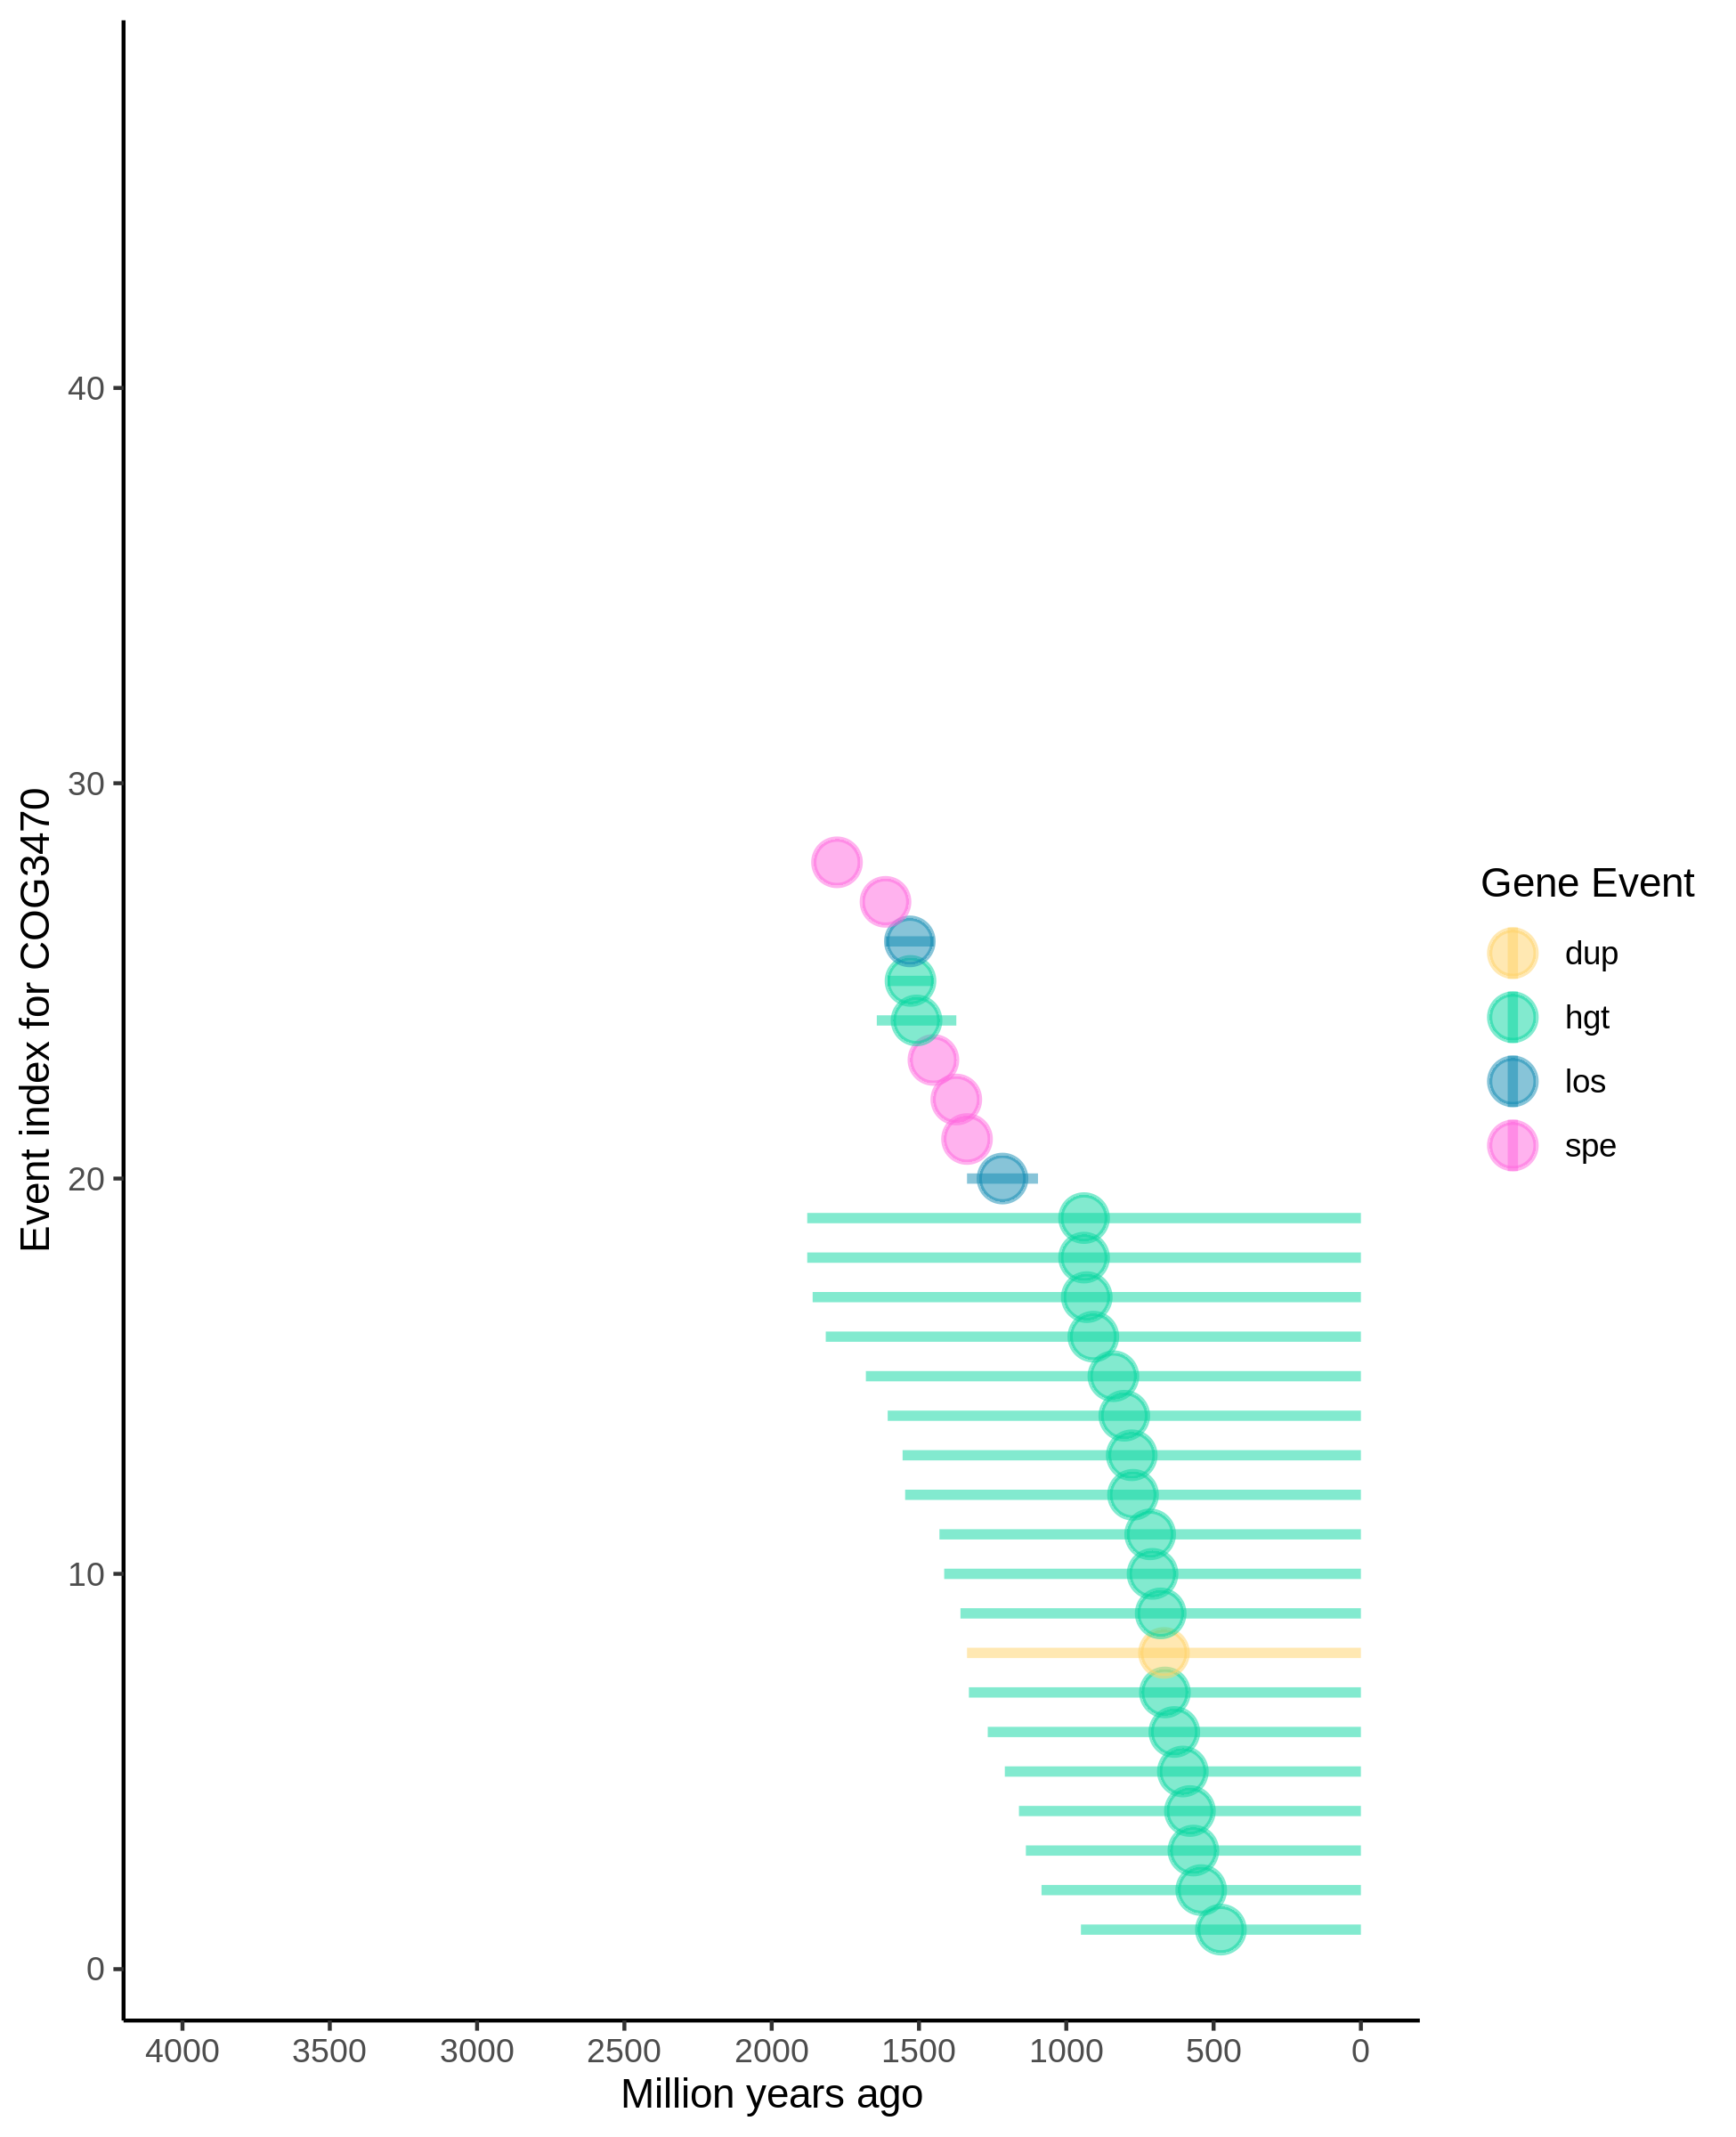 Event index for COG3470
40
30
20
10
0
4000 3500 3000 2500 2000 1500 1000 500 0
Million years ago
Gene Event
dup
hgt
los
spe